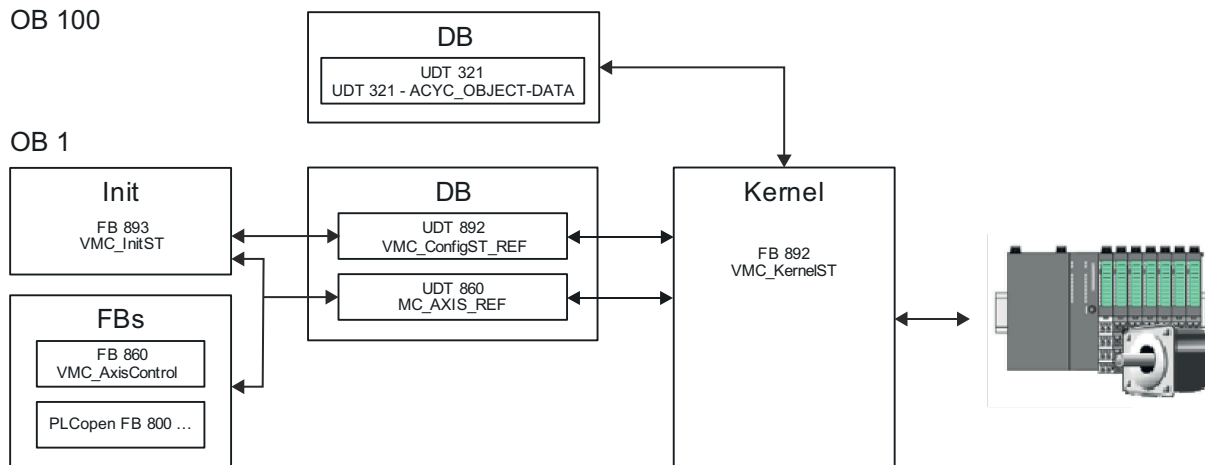 OB 100
DB
UDT 321
UDT 321 - ACYC_OBJECT-DATA
OB 1
Init
FB 893
VMC_InitST
DB
UDT 892
VMC_ConfigST_REF
UDT 860
MC_AXIS_REF
Kernel
FB 892
VMC_KernelST
FBs
FB 860
VMC_AxisControl
PLCopen FB 800 ...